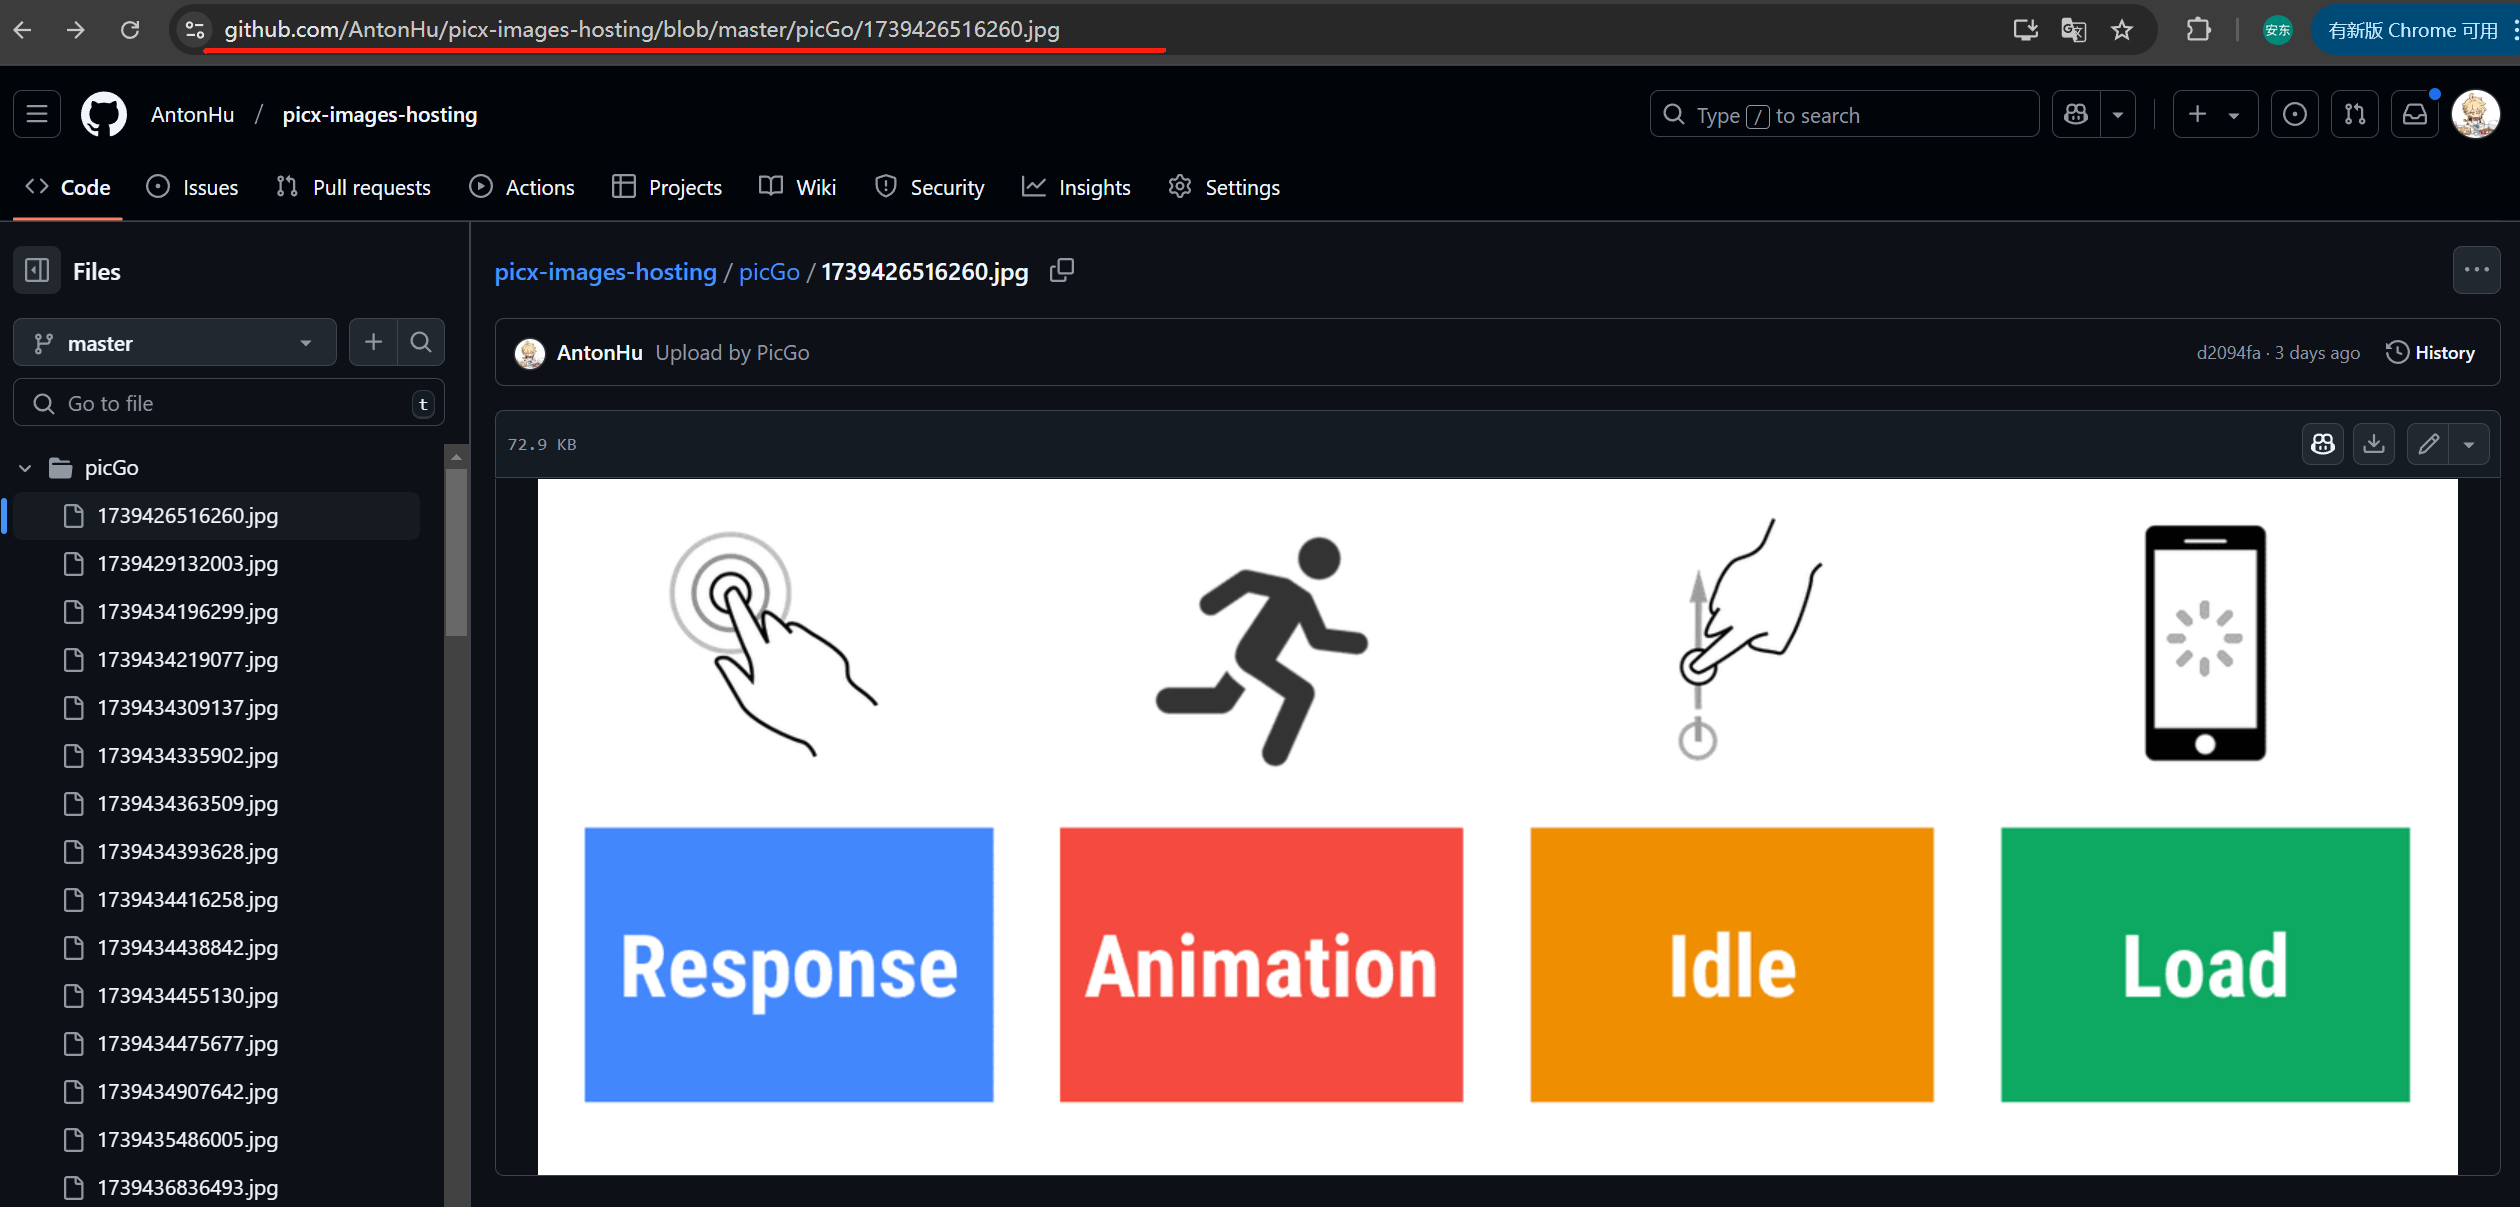 github.com/AntonHu/picx-images-hosting/blob/master/picGo/1739426516260.jpg
安东
有新版 Chrome 可用
AntonHu / picx-images-hosting
Type / to search
Code
Issues
Pull requests
Actions
Projects
Wiki
Security
Insights
Settings
Files
picx-images-hosting / picGo / 1739426516260.jpg
master
AntonHu Upload by PicGo
d2094fa · 3 days ago
History
Go to file
t
72.9 KB
picGo
1739426516260.jpg
1739429132003.jpg
1739434196299.jpg
1739434219077.jpg
1739434309137.jpg
1739434335902.jpg
1739434363509.jpg
1739434393628.jpg
1739434416258.jpg
1739434438842.jpg
1739434455130.jpg
1739434475677.jpg
1739434907642.jpg
1739435486005.jpg
1739436836493.jpg
Response
Animation
Idle
Load